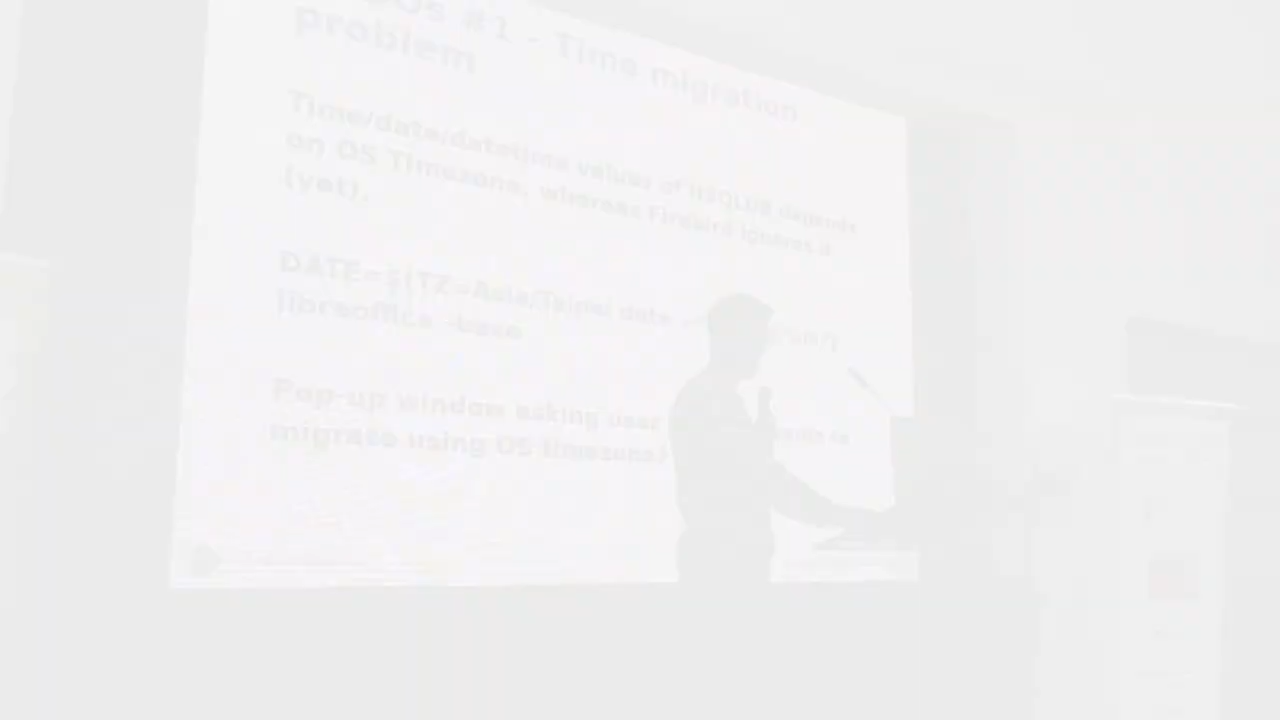 #1 - Time migration
problem
Time/date/datetime values of HSQLDB depends
on OS Timezone, whereas Firebird ignores it
(yet).
DATE=$(TZ=Asia/Taipei date
libreoffice -base
Pop-up window asking user
migrate using OS timezone)